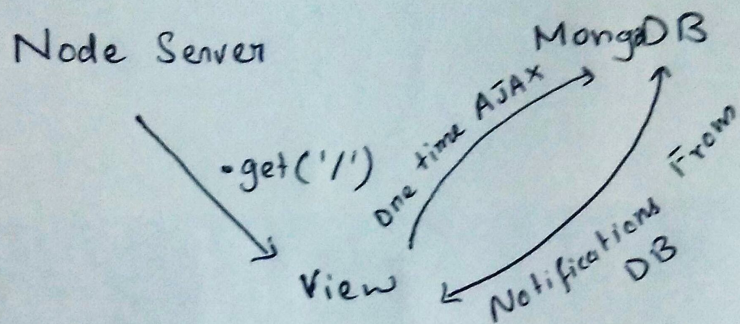 Node Server
MongoDB
.get('/')
One time AJAX
View
Notifications From
DB